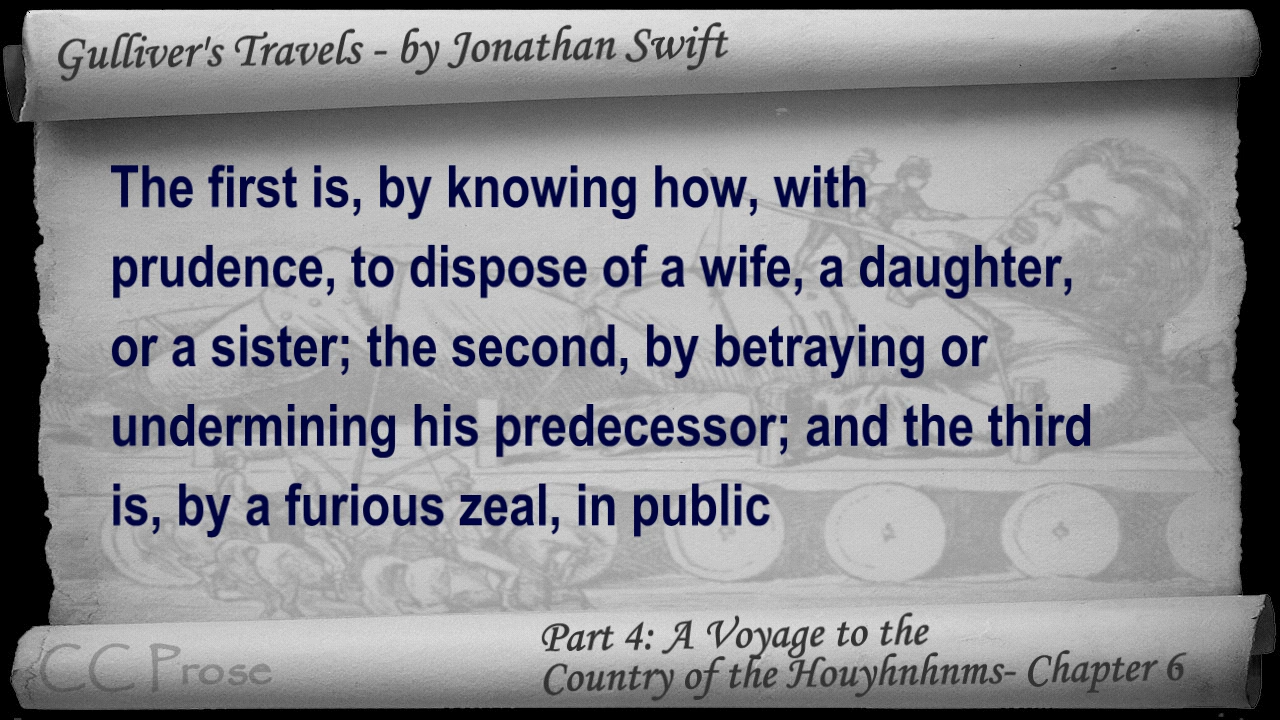 Gulliver's Travels - by Jonathan Swift
The first is, by knowing how, with
prudence, to dispose of a wife, a daughter,
or a sister; the second, by betraying or
undermining his predecessor; and the third
is, by a furious zeal, in public
Part 4: A Voyage to the
Country of the Houyhnhnms- Chapter 6
CC Prose